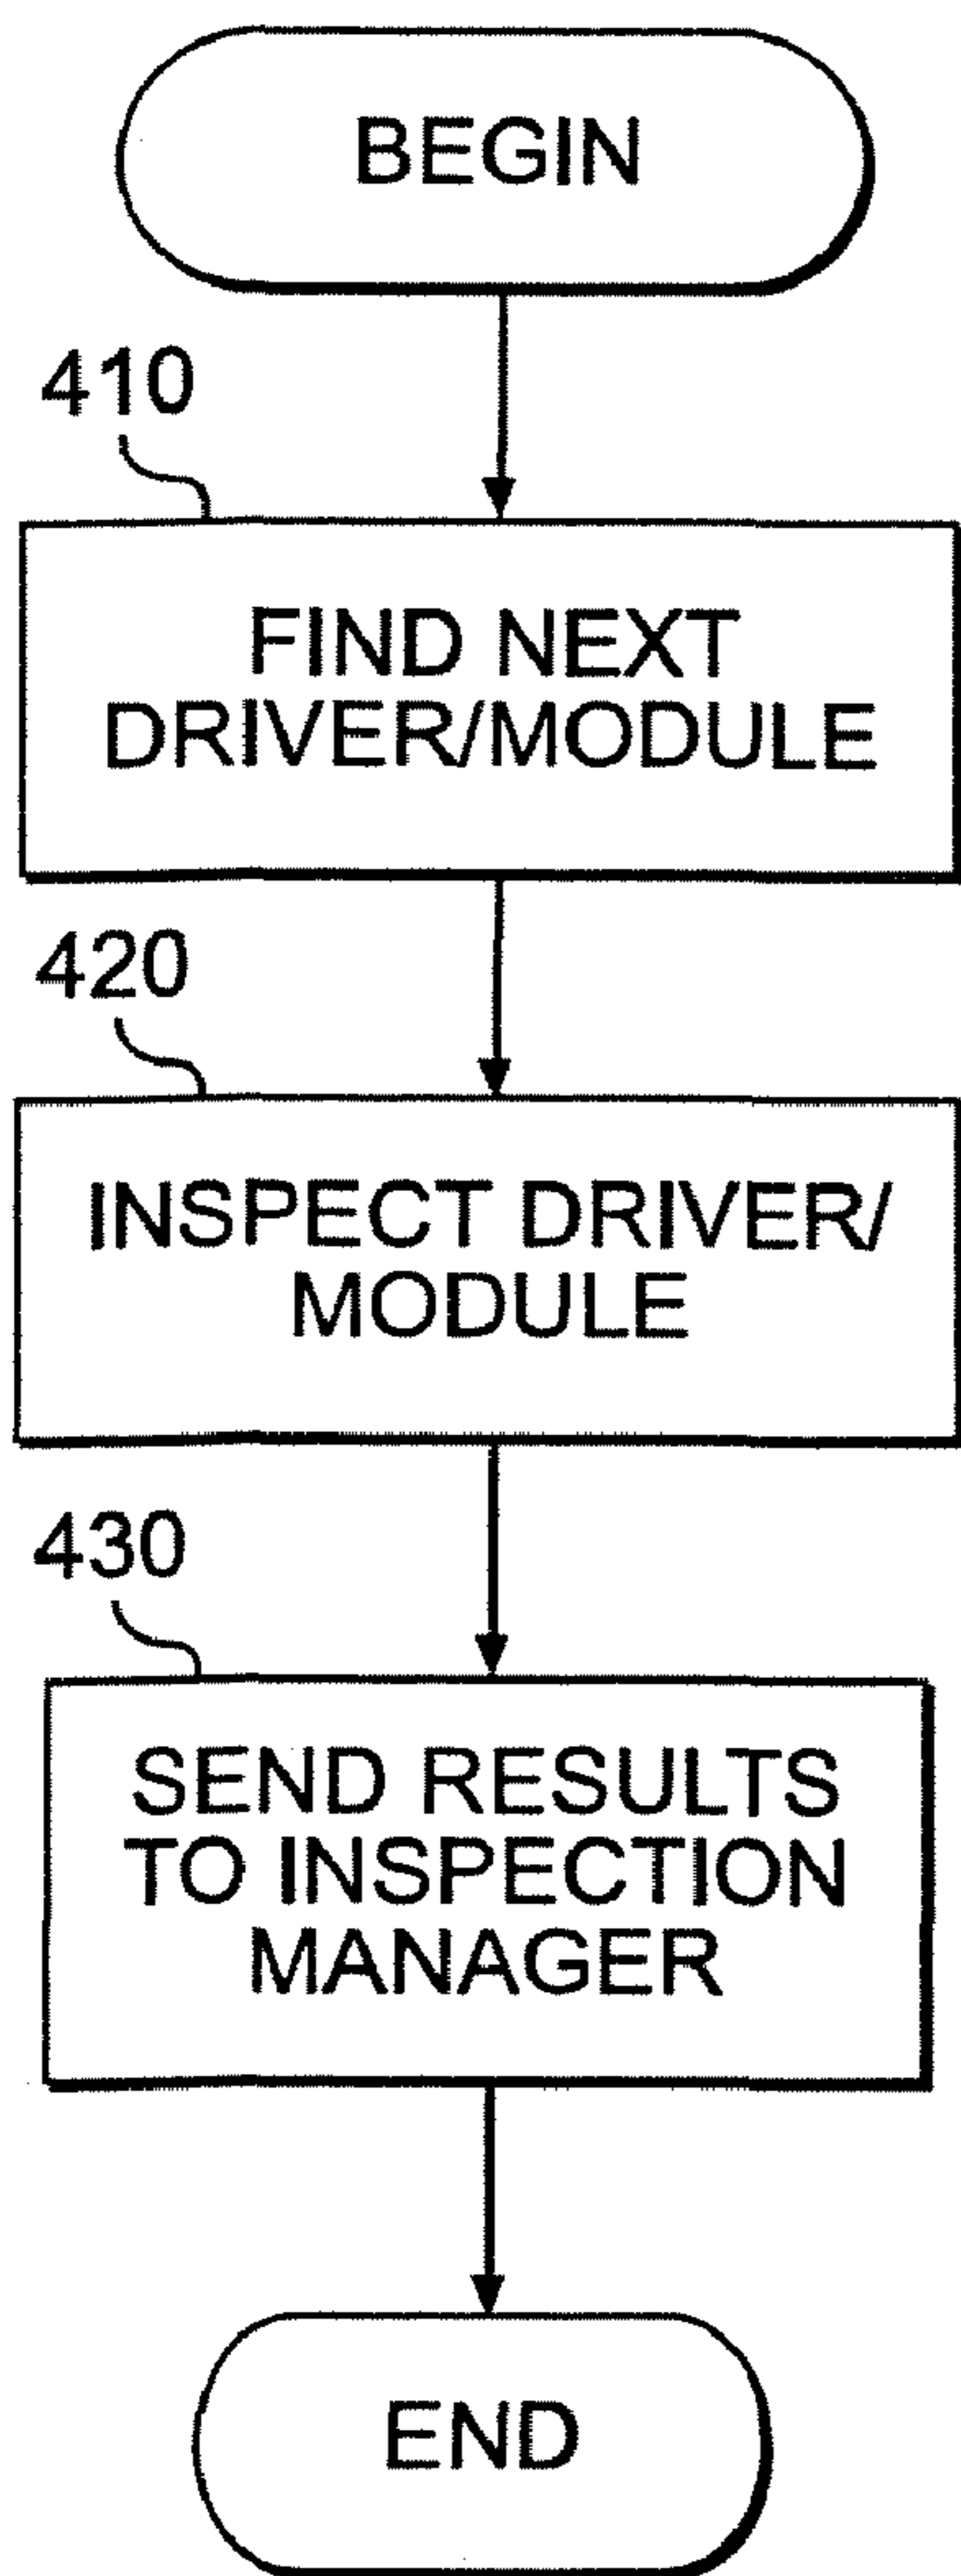 BEGIN
410
FIND NEXT
DRIVER/MODULE
420
INSPECT DRIVER/
MODULE
430
SEND RESULTS
TO INSPECTION
MANAGER
END